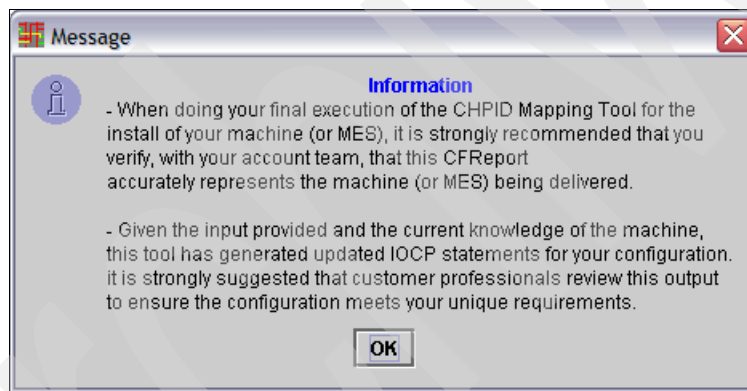 Message
Information
- When doing your final execution of the CHPID Mapping Tool for the
install of your machine (or MES), it is strongly recommended that you
verify, with your account team, that this CFReport
accurately represents the machine (or MES) being delivered.
- Given the input provided and the current knowledge of the machine,
this tool has generated updated IOCP statements for your configuration.
it is strongly suggested that customer professionals review this output
to ensure the configuration meets your unique requirements.
OK